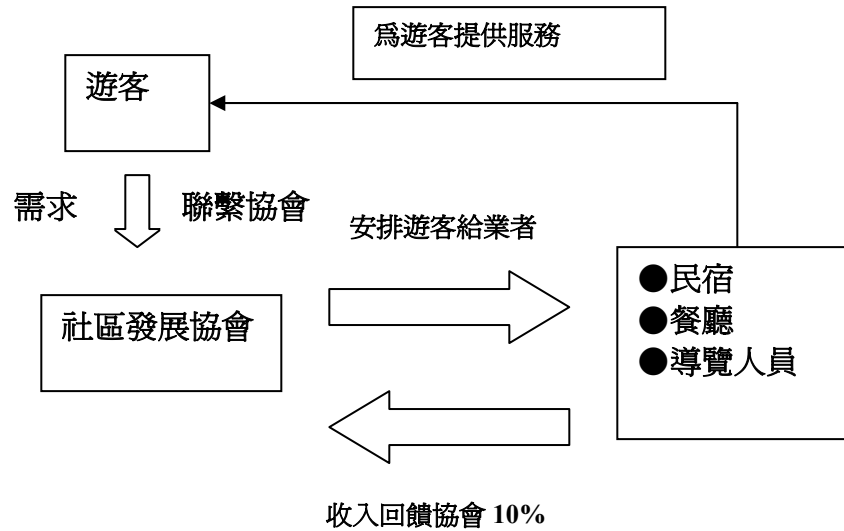 爲遊客提供服務
遊客
需求
聯繫協會
安排遊客給業者
●民宿
●餐廳
●導覽人員
社區發展協會
收入回饋協會 10%